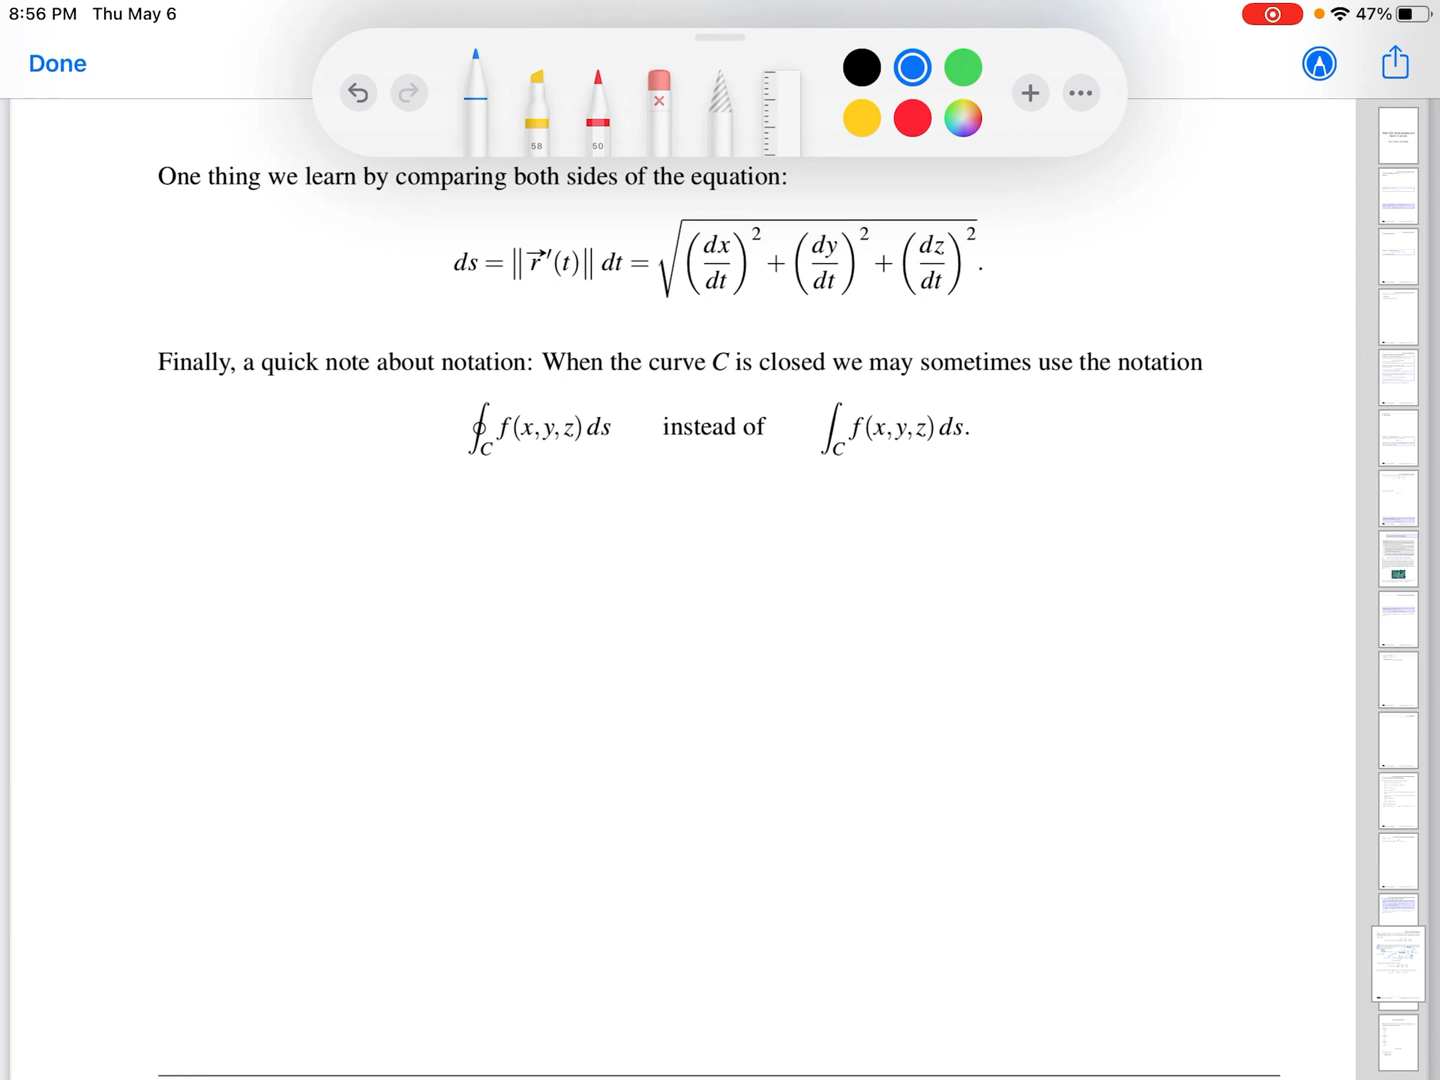 8:56 PM Thu May 6
47%
Done
58
50
One thing we learn by comparing both sides of the equation:
ds = ||r⃗ ′(t)|| dt = √((dx/dt)² + (dy/dt)² + (dz/dt)²).
Finally, a quick note about notation: When the curve C is closed we may sometimes use the notation
∮_C f(x,y,z) ds instead of ∫_C f(x,y,z) ds.